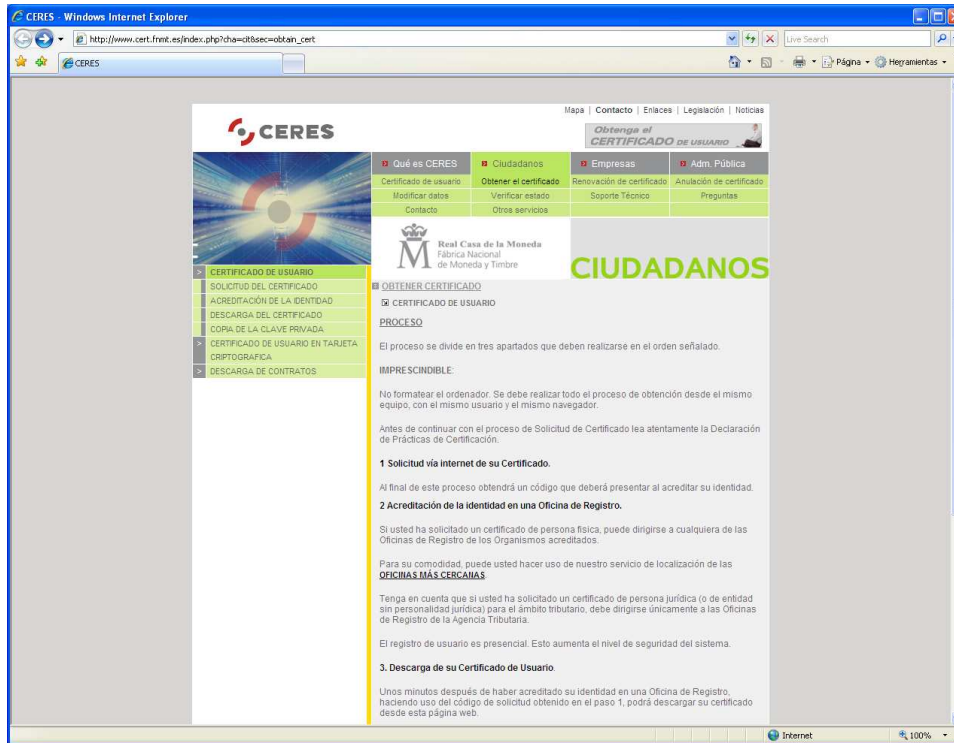 CERES - Windows Internet Explorer
http://www.cert.fnmt.es/index.php?cha=cit&sec=obtain_cert
Live Search
CERES
Página
Herramientas
Mapa | Contacto | Enlaces | Legislación | Noticias
CERES
Obtenga el
CERTIFICADO DE USUARIO
Qué es CERES
Ciudadanos
Empresas
Adm. Pública
Certificado de usuario
Obtener el certificado
Renovación de certificado
Anulación de certificado
Modificar datos
Verificar estado
Soporte Técnico
Preguntas
Contacto
Otros servicios
Real Casa de la Moneda
Fábrica Nacional
de Moneda y Timbre
CIUDADANOS
> CERTIFICADO DE USUARIO
SOLICITUD DEL CERTIFICADO
ACREDITACIÓN DE LA IDENTIDAD
DESCARGA DEL CERTIFICADO
COPIA DE LA CLAVE PRIVADA
> CERTIFICADO DE USUARIO EN TARJETA
CRIPTOGRAFICA
> DESCARGA DE CONTRATOS
OBTENER CERTIFICADO
CERTIFICADO DE USUARIO
PROCESO
El proceso se divide en tres apartados que deben realizarse en el orden señalado.
IMPRESCINDIBLE:
No formatear el ordenador. Se debe realizar todo el proceso de obtención desde el mismo
equipo, con el mismo usuario y el mismo navegador.
Antes de continuar con el proceso de Solicitud de Certificado lea atentamente la Declaración
de Prácticas de Certificación.
1 Solicitud vía internet de su Certificado.
Al final de este proceso obtendrá un código que deberá presentar al acreditar su identidad.
2 Acreditación de la identidad en una Oficina de Registro.
Si usted ha solicitado un certificado de persona física, puede dirigirse a cualquiera de las
Oficinas de Registro de los Organismos acreditados.
Para su comodidad, puede usted hacer uso de nuestro servicio de localización de las
OFICINAS MÁS CERCANAS.
Tenga en cuenta que si usted ha solicitado un certificado de persona jurídica (o de entidad
sin personalidad jurídica) para el ámbito tributario, debe dirigirse únicamente a las Oficinas
de Registro de la Agencia Tributaria.
El registro de usuario es presencial. Esto aumenta el nivel de seguridad del sistema.
3. Descarga de su Certificado de Usuario.
Unos minutos después de haber acreditado su identidad en una Oficina de Registro,
haciendo uso del código de solicitud obtenido en el paso 1, podrá descargar su certificado
desde esta página web.
Internet
100%